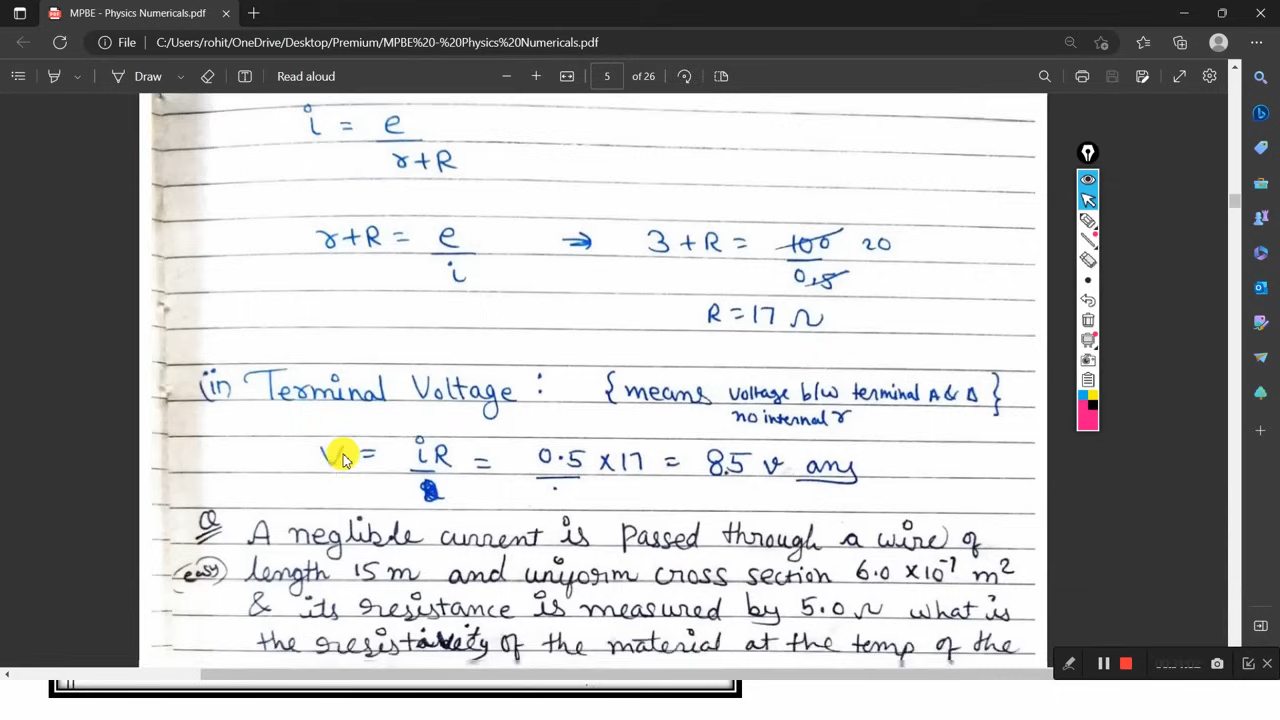 MPBE - Physics Numericals.pdf
File C:/Users/rohit/OneDrive/Desktop/Premium/MPBE%20-%20Physics%20Numericals.pdf
Draw Read aloud 5 of 26
i = e
r+R
r+R = e → 3 + R = 100 20
i 0.5
R = 17 Ω
(ii) Terminal Voltage : { means voltage b/w terminal A & B }
no internal r
V = iR = 0.5 × 17 = 8.5 v ans
Q A neglible current is passed through a wire of
(easy) length 15 m and uniform cross section 6.0 × 10⁻⁷ m²
& its resistance is measured by 5.0 Ω what is
the resistivity of the material at the temp of the